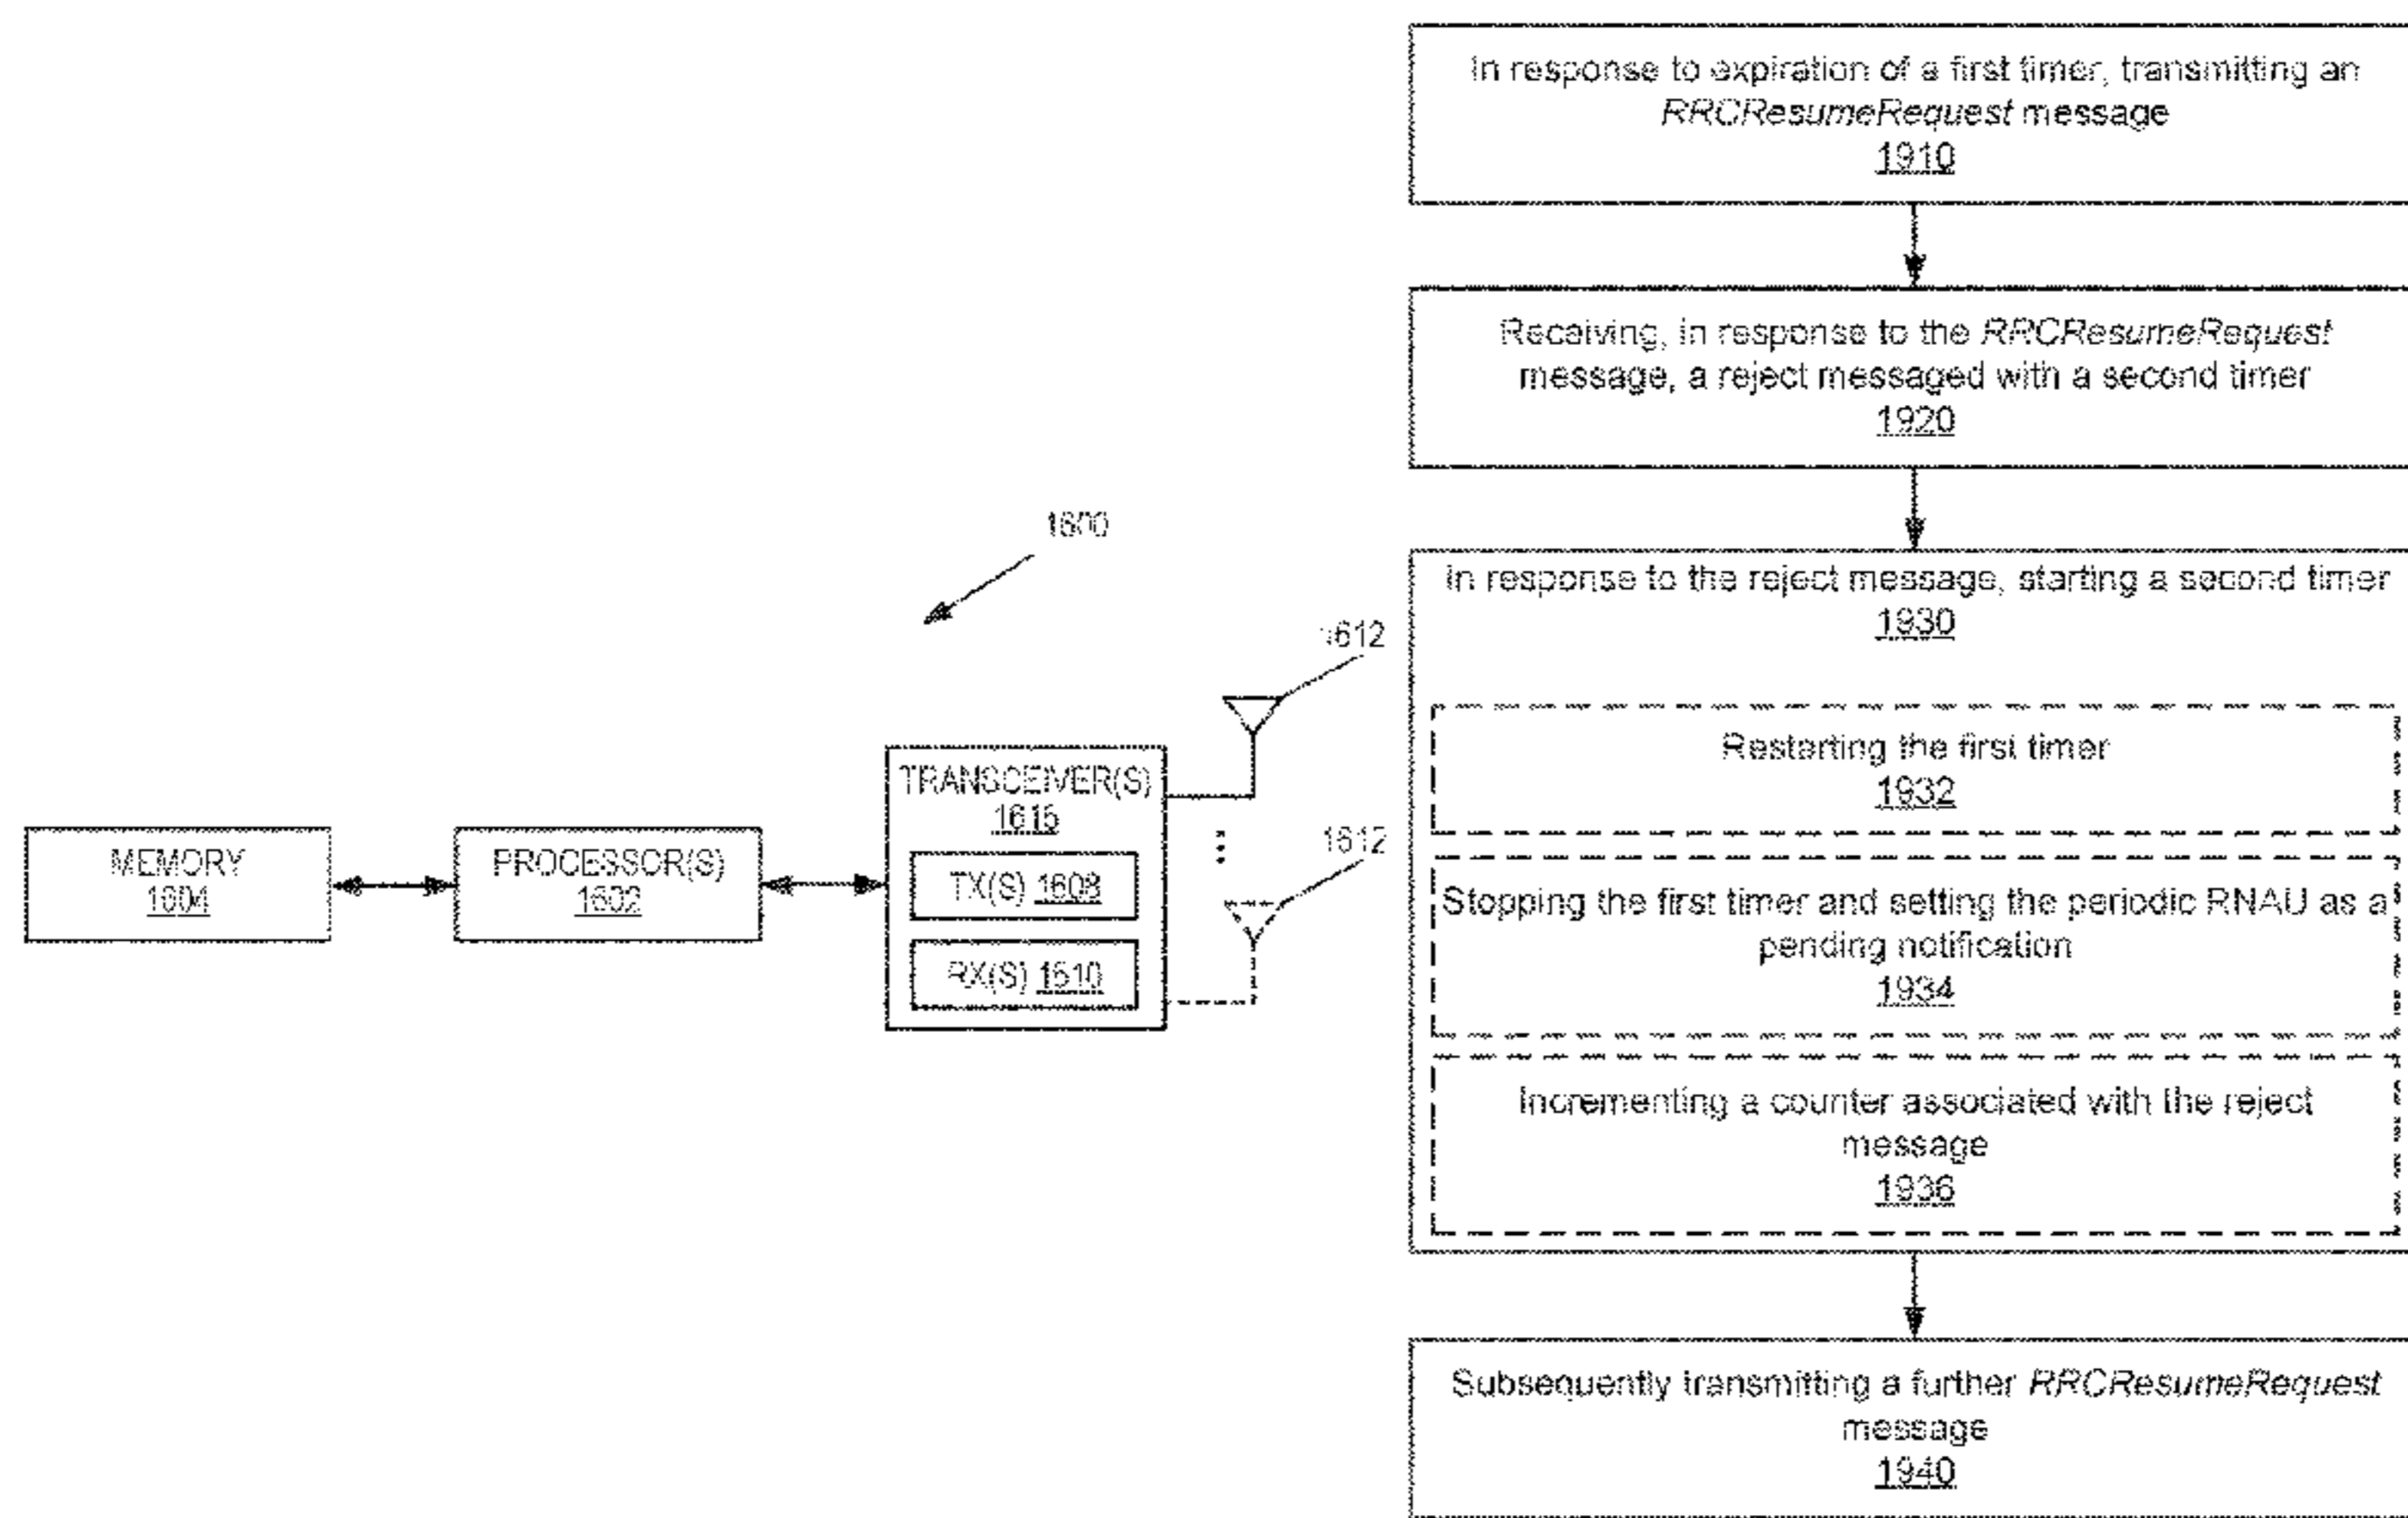 1600
1612
1612
MEMORY
1604
PROCESSOR(S)
1602
TRANSCEIVER(S)
1615
TX(S) 1608
RX(S) 1610
In response to expiration of a first timer, transmitting an
RRCResumeRequest message
1910
Receiving, in response to the RRCResumeRequest
message, a reject messaged with a second timer
1920
In response to the reject message, starting a second timer
1930
Restarting the first timer
1932
Stopping the first timer and setting the periodic RNAU as a
pending notification
1934
Incrementing a counter associated with the reject
message
1936
Subsequently transmitting a further RRCResumeRequest
message
1940